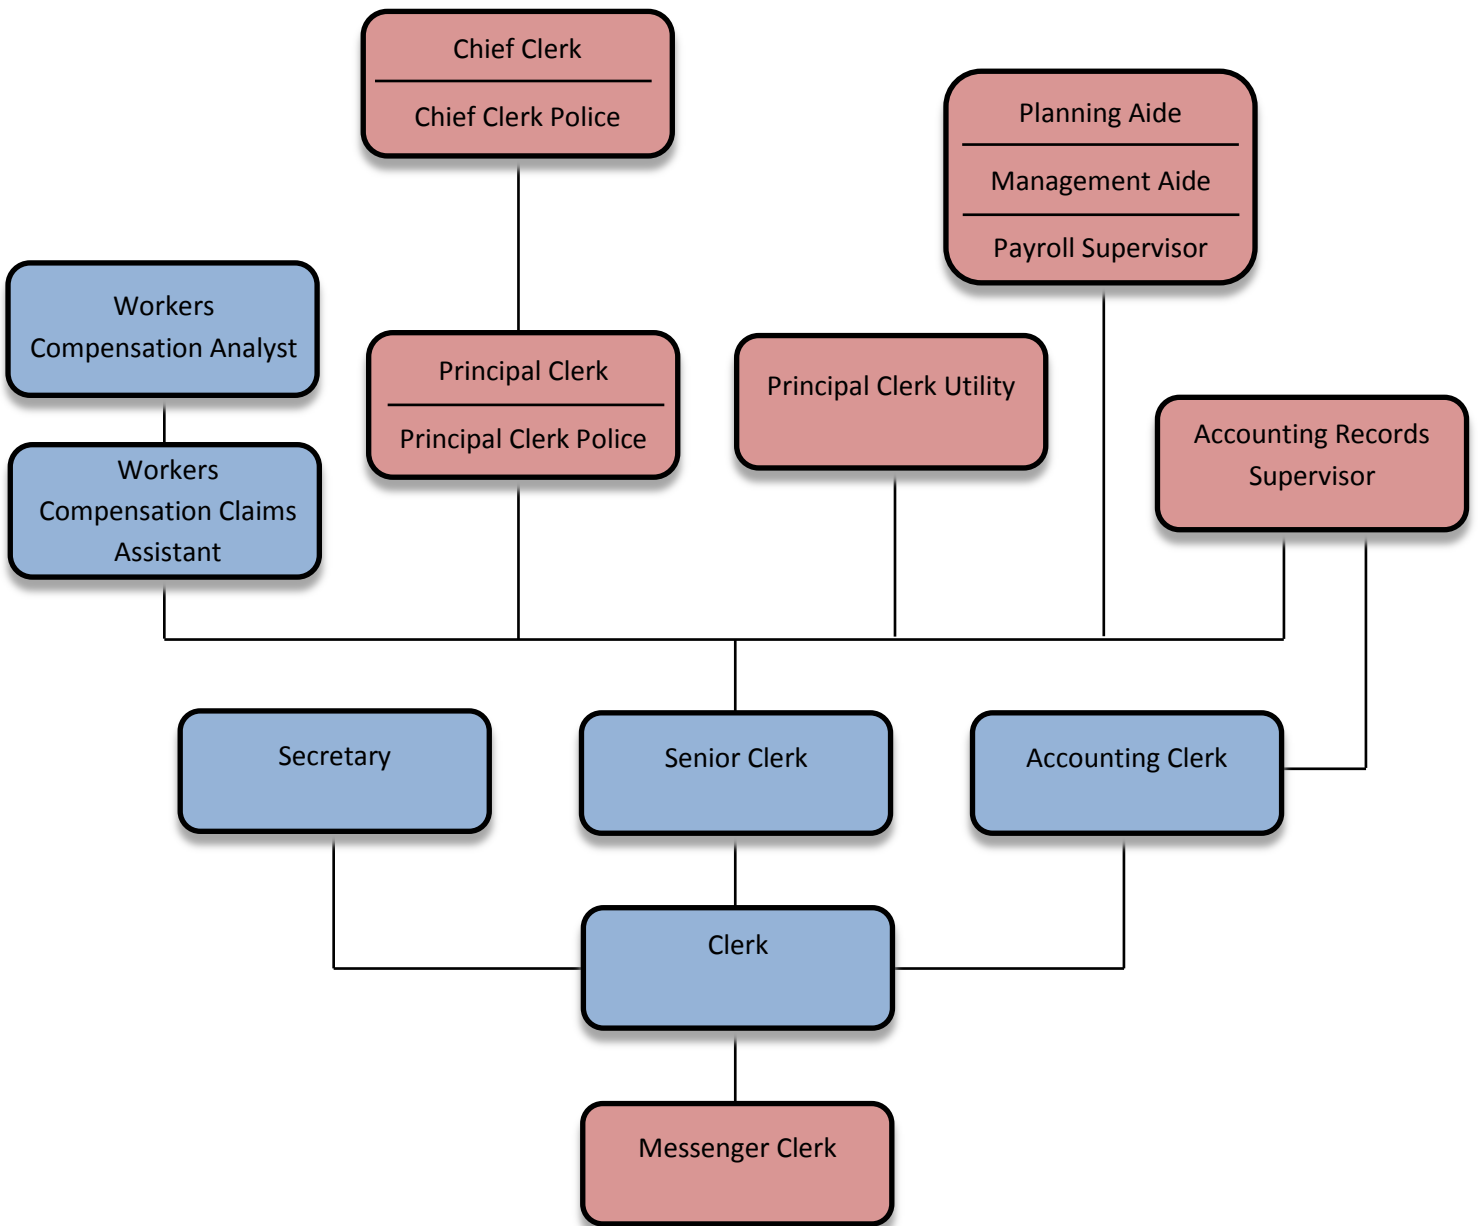 Chief Clerk
Chief Clerk Police
Planning Aide
Management Aide
Payroll Supervisor
Workers
Compensation Analyst
Principal Clerk
Principal Clerk Police
Principal Clerk Utility
Accounting Records
Supervisor
Workers
Compensation Claims
Assistant
Secretary
Senior Clerk
Accounting Clerk
Clerk
Messenger Clerk